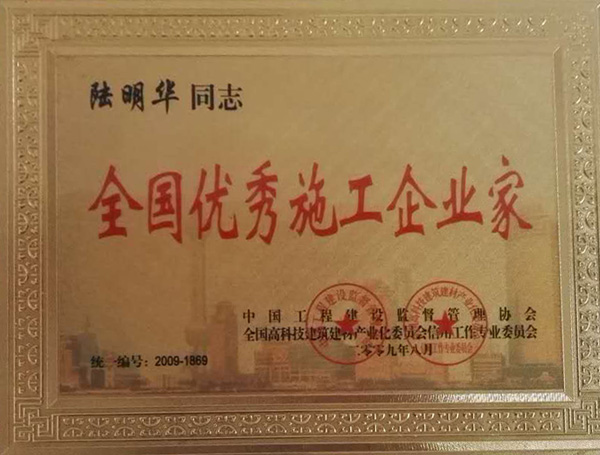 陆明华 同志
全国优秀施工企业家
中国工程建设监督管理协会
全国高科技建筑建材产业化委员会信用工作专业委员会
二〇〇九年八月
统一编号：2009-1869